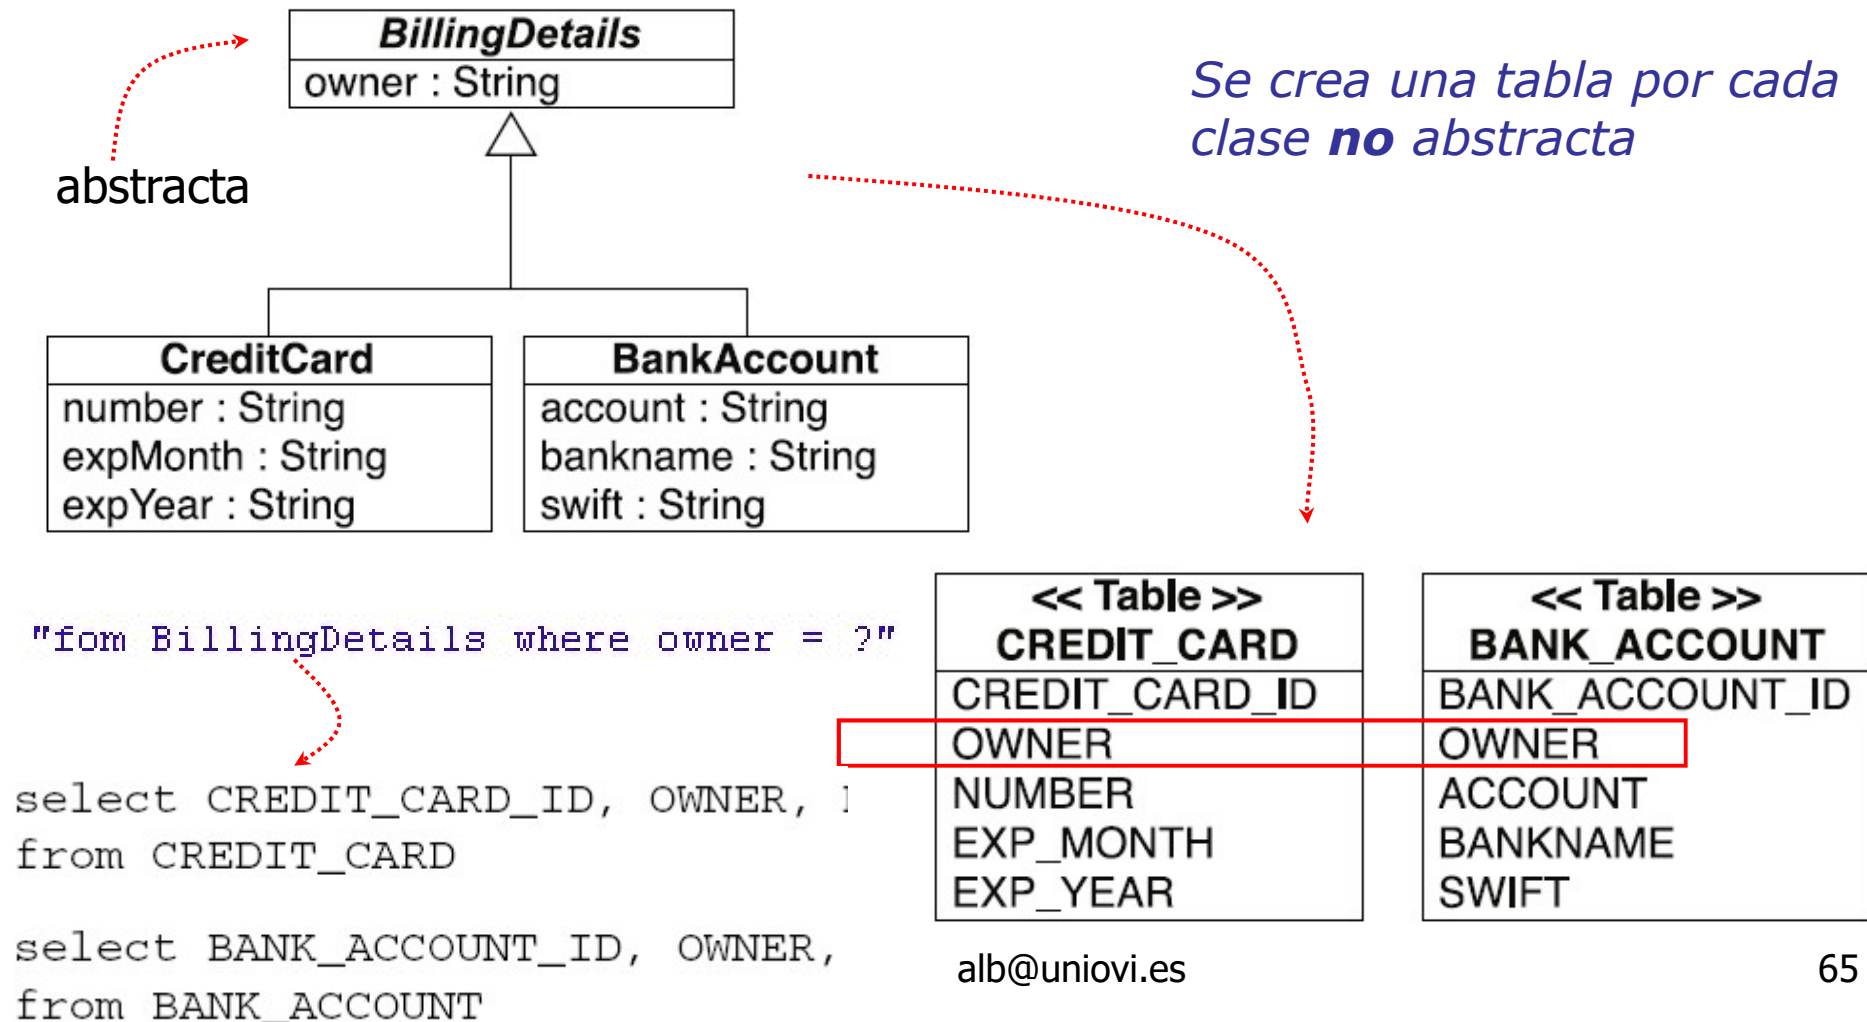 BillingDetails
owner : String
abstracta
Se crea una tabla por cada
clase no abstracta
CreditCard
number : String
expMonth : String
expYear : String
BankAccount
account : String
bankname : String
swift : String
"fom BillingDetails where owner = ?"
select CREDIT_CARD_ID, OWNER,
from CREDIT_CARD
select BANK_ACCOUNT_ID, OWNER,
from BANK_ACCOUNT
<< Table >>
CREDIT_CARD
CREDIT_CARD_ID
OWNER
NUMBER
EXP_MONTH
EXP_YEAR
<< Table >>
BANK_ACCOUNT
BANK_ACCOUNT_ID
OWNER
ACCOUNT
BANKNAME
SWIFT
alb@uniovi.es
65